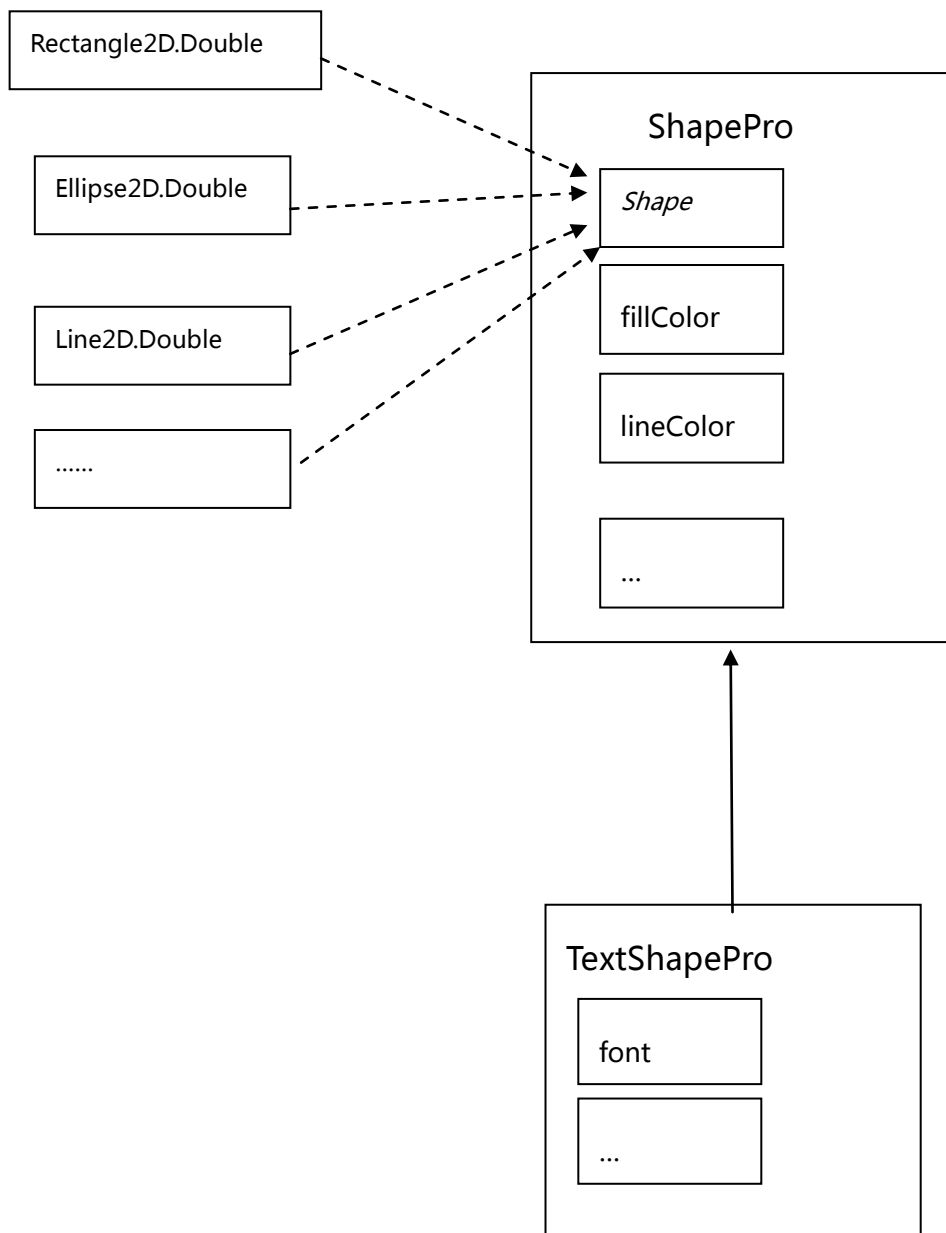 Rectangle2D.Double
Ellipse2D.Double
Line2D.Double
......
ShapePro
Shape
fillColor
lineColor
...
TextShapePro
font
...